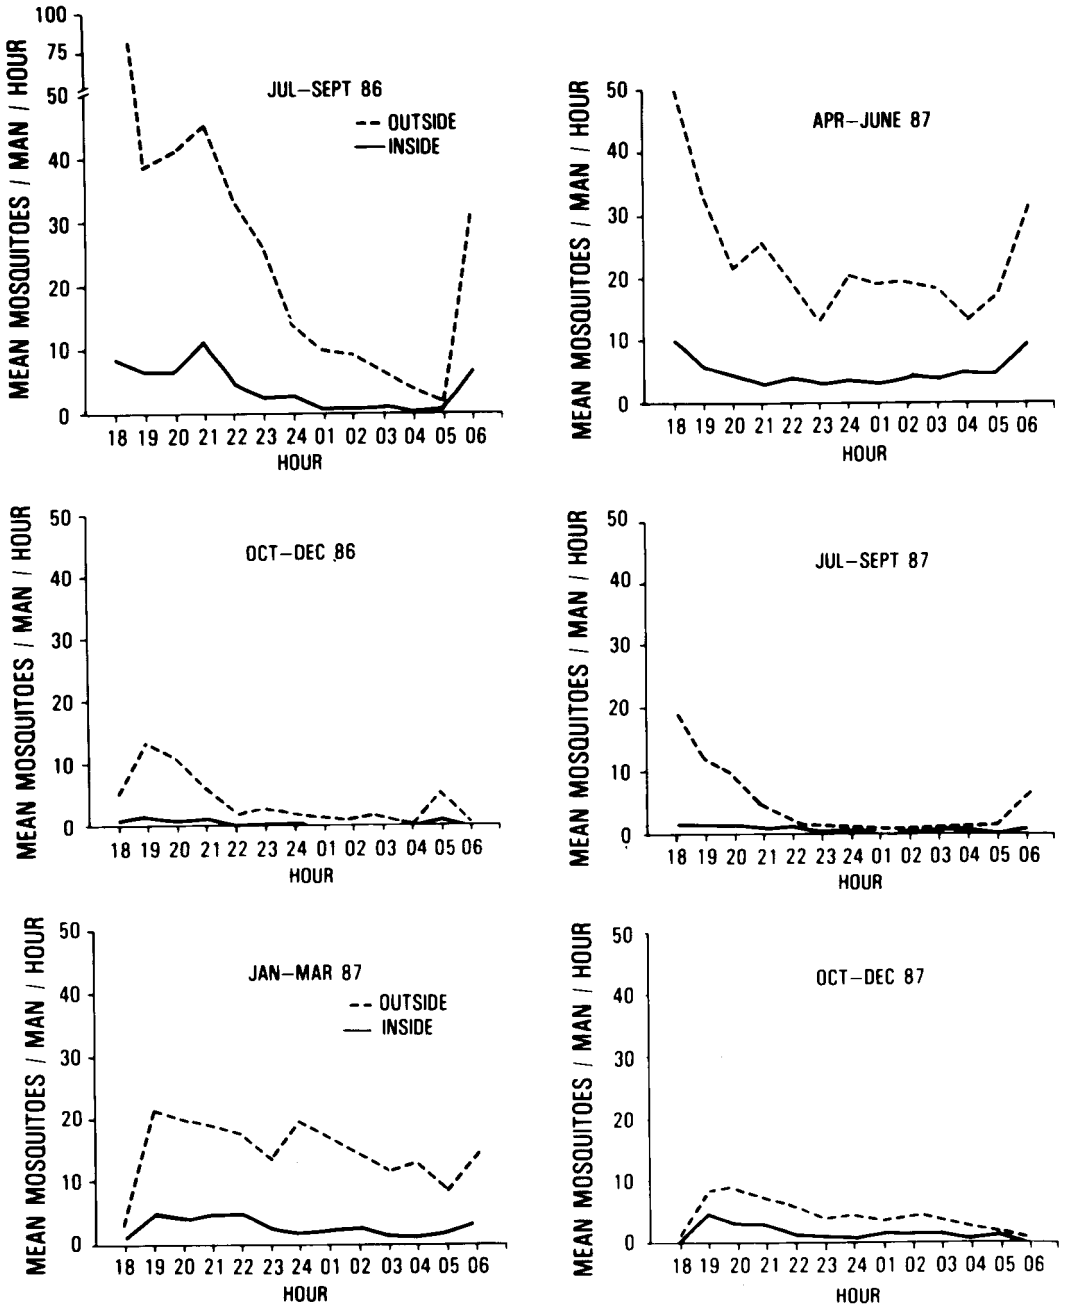 MEAN MOSQUITOES / MAN / HOUR
100
75
50
40
30
20
10
0
JUL–SEPT 86
OUTSIDE
INSIDE
18 19 20 21 22 23 24 01 02 03 04 05 06
HOUR
MEAN MOSQUITOES / MAN / HOUR
50
40
30
20
10
0
APR–JUNE 87
18 19 20 21 22 23 24 01 02 03 04 05 06
HOUR
MEAN MOSQUITOES / MAN / HOUR
50
40
30
20
10
0
OCT–DEC 86
18 19 20 21 22 23 24 01 02 03 04 05 06
HOUR
MEAN MOSQUITOES / MAN / HOUR
50
40
30
20
10
0
JUL–SEPT 87
18 19 20 21 22 23 24 01 02 03 04 05 06
HOUR
MEAN MOSQUITOES / MAN / HOUR
50
40
30
20
10
0
JAN–MAR 87
OUTSIDE
INSIDE
18 19 20 21 22 23 24 01 02 03 04 05 06
HOUR
MEAN MOSQUITOES / MAN / HOUR
50
40
30
20
10
0
OCT–DEC 87
18 19 20 21 22 23 24 01 02 03 04 05 06
HOUR